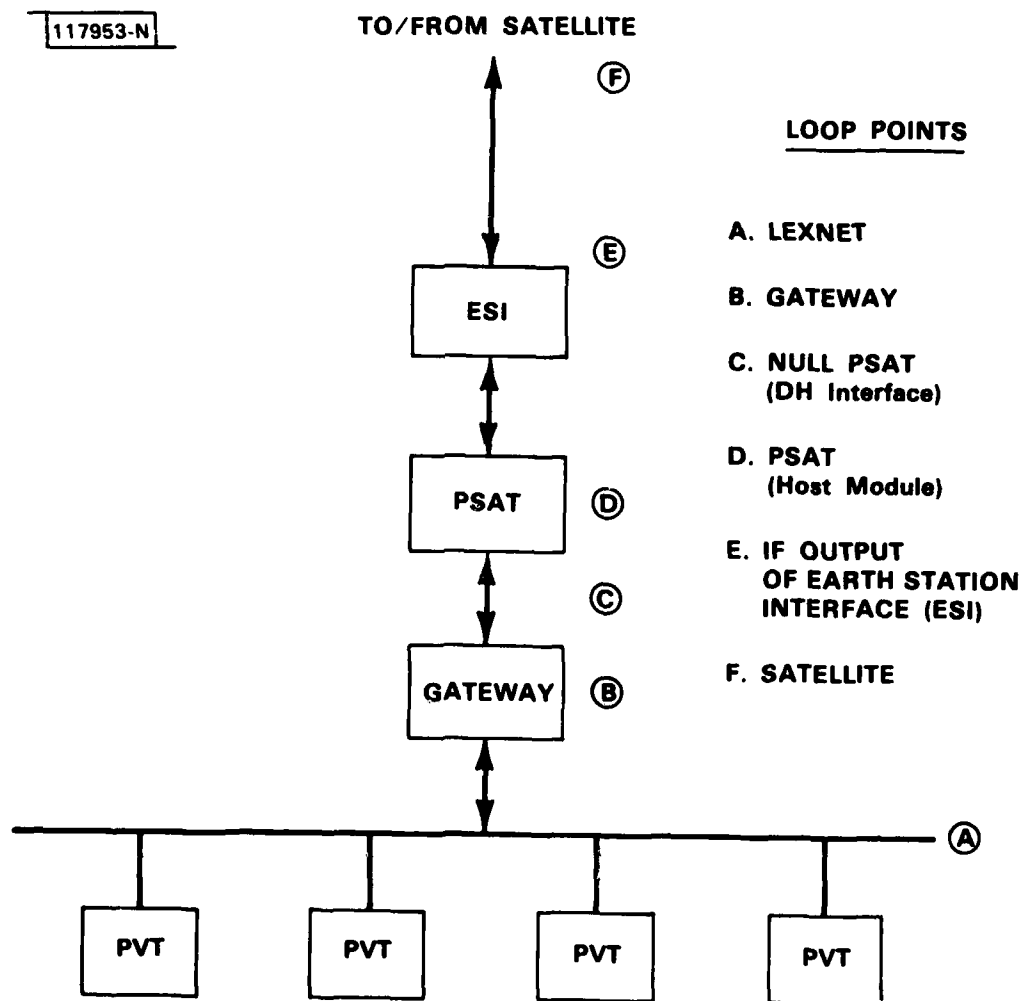 117953-N
TO/FROM SATELLITE
F
LOOP POINTS
A. LEXNET
E
B. GATEWAY
ESI
C. NULL PSAT
(DH Interface)
D. PSAT
(Host Module)
PSAT
D
E. IF OUTPUT
OF EARTH STATION
INTERFACE (ESI)
C
F. SATELLITE
GATEWAY
B
A
PVT
PVT
PVT
PVT